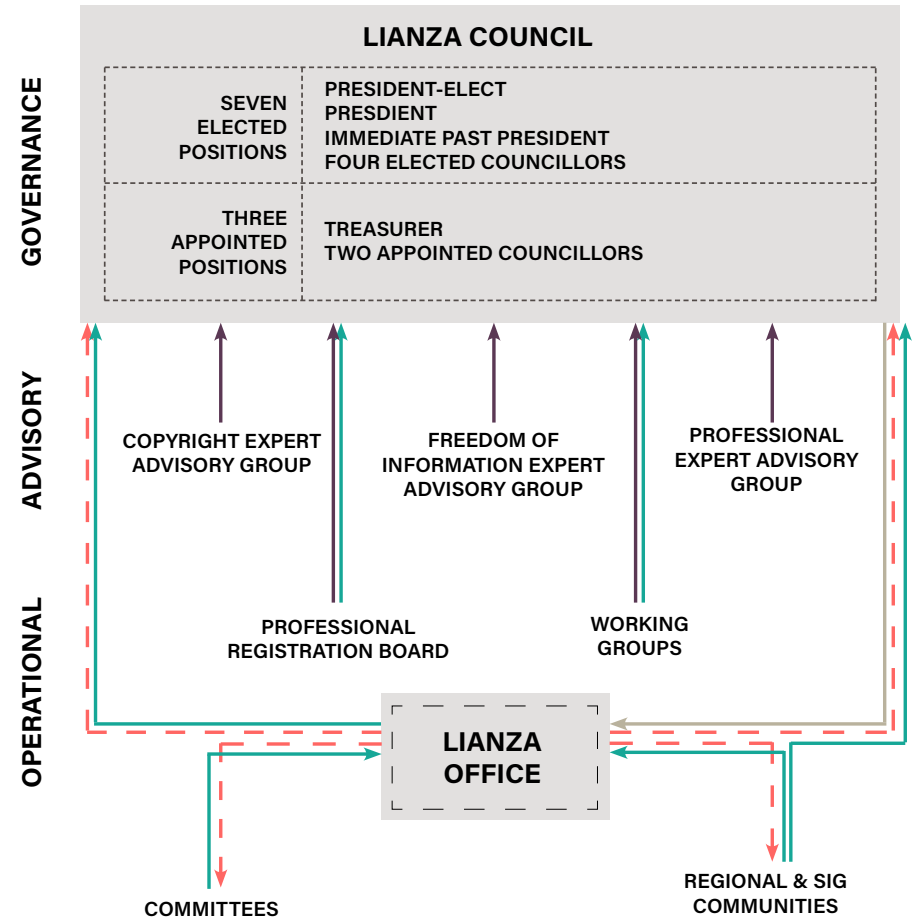 LIANZA COUNCIL
GOVERNANCE
SEVEN
ELECTED
POSITIONS
PRESIDENT-ELECT
PRESDIENT
IMMEDIATE PAST PRESIDENT
FOUR ELECTED COUNCILLORS
THREE
APPOINTED
POSITIONS
TREASURER
TWO APPOINTED COUNCILLORS
ADVISORY
COPYRIGHT EXPERT
ADVISORY GROUP
FREEDOM OF
INFORMATION EXPERT
ADVISORY GROUP
PROFESSIONAL
EXPERT ADVISORY
GROUP
OPERATIONAL
PROFESSIONAL
REGISTRATION BOARD
WORKING
GROUPS
LIANZA
OFFICE
COMMITTEES
REGIONAL & SIG
COMMUNITIES